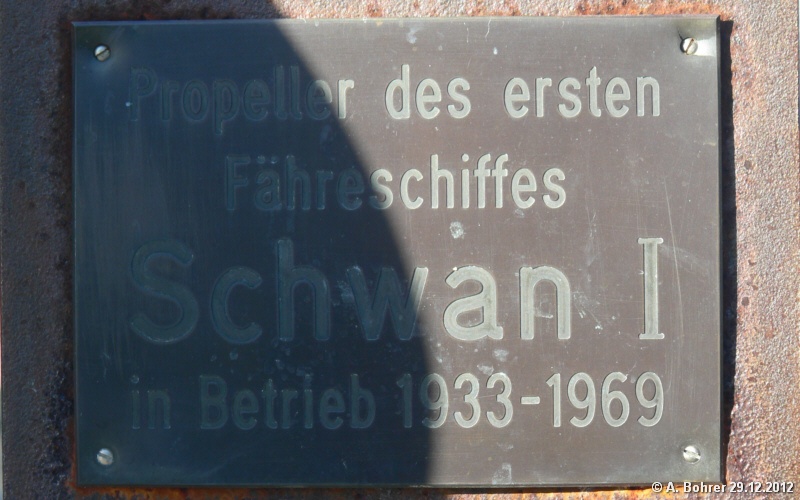 Propeller des ersten
Fähreschiffes
Schwan I
in Betrieb 1933-1969
© A. Bohrer 29.12.2012